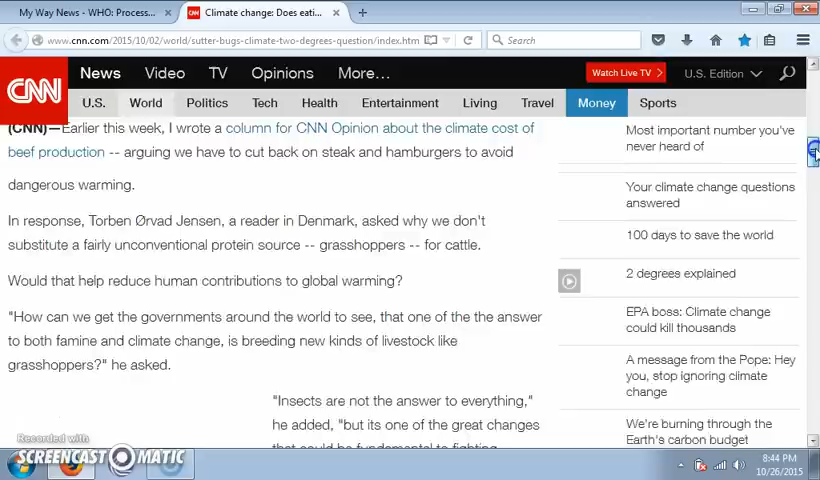 My Way News - WHO: Process...
Climate change: Does eati...
www.cnn.com/2015/10/02/world/sutter-bugs-climate-two-degrees-question/index.htm
Search
CNN
News Video TV Opinions More...
Watch Live TV
U.S. Edition
U.S. World Politics Tech Health Entertainment Living Travel Money Sports
(CNN)—Earlier this week, I wrote a column for CNN Opinion about the climate cost of
beef production -- arguing we have to cut back on steak and hamburgers to avoid
dangerous warming.
In response, Torben Ørvad Jensen, a reader in Denmark, asked why we don't
substitute a fairly unconventional protein source -- grasshoppers -- for cattle.
Would that help reduce human contributions to global warming?
"How can we get the governments around the world to see, that one of the the answer
to both famine and climate change, is breeding new kinds of livestock like
grasshoppers?" he asked.
"Insects are not the answer to everything,"
he added, "but its one of the great changes
that could be fundamental to fighting
Most important number you've
never heard of
Your climate change questions
answered
100 days to save the world
2 degrees explained
EPA boss: Climate change
could kill thousands
A message from the Pope: Hey
you, stop ignoring climate
change
We're burning through the
Earth's carbon budget
Recorded with
SCREENCAST MATIC
8:44 PM
10/26/2015